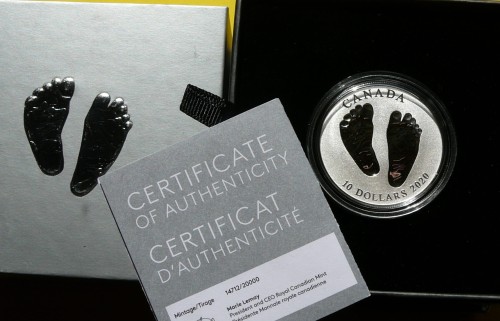 CERTIFICATE
OF AUTHENTICITY
CERTIFICAT
D'AUTHENTICITÉ
Mintage/Tirage 14712/20000
Marie Lemay
President and CEO Royal Canadian Mint
Présidente Monnaie royale canadienne
CANADA
10 DOLLARS 2020